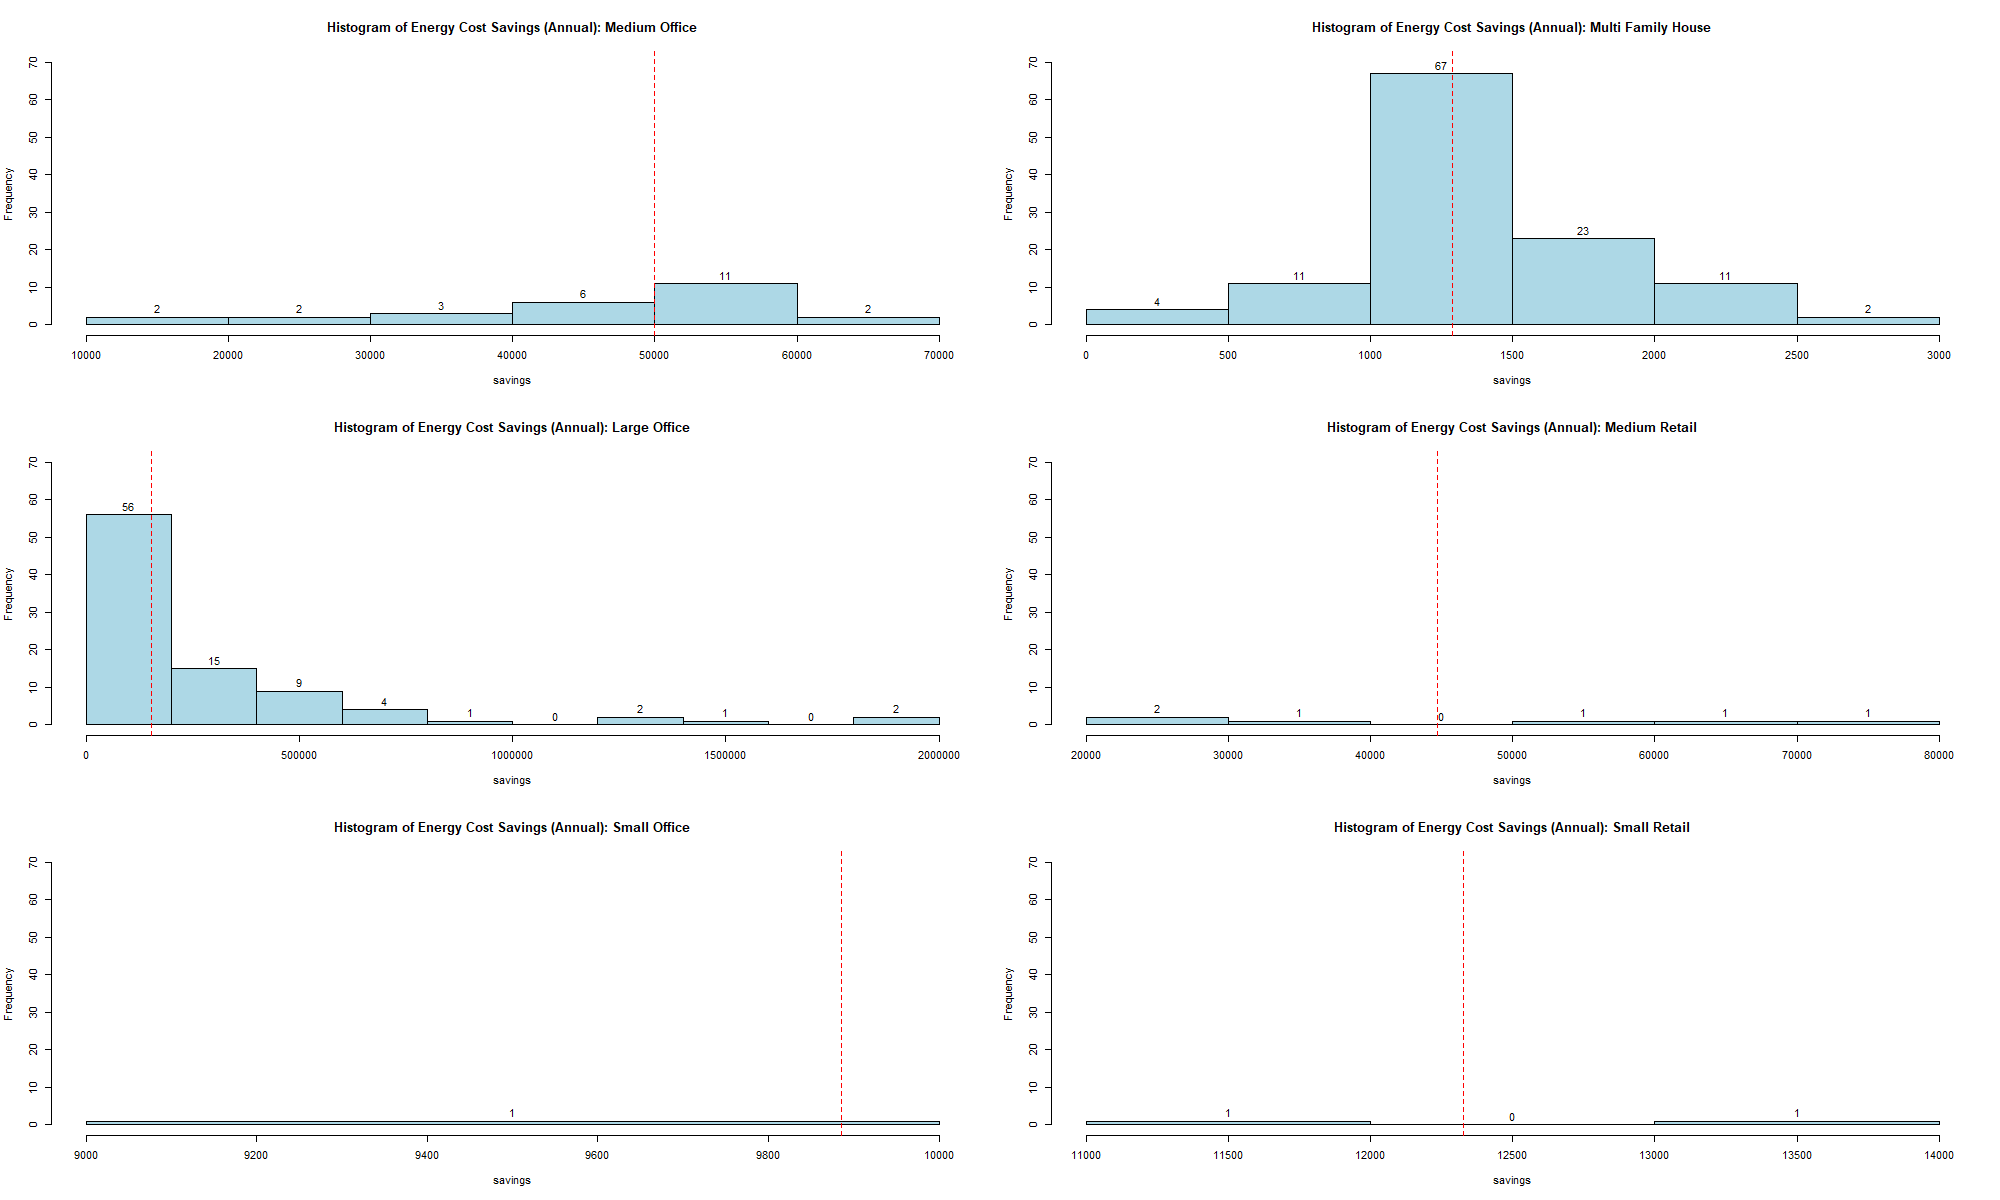 Histogram of Energy Cost Savings (Annual): Medium Office
Frequency
0 10 20 30 40 50 60 70
2 2 3 6 11 2
10000 20000 30000 40000 50000 60000 70000
savings
Histogram of Energy Cost Savings (Annual): Multi Family House
Frequency
0 10 20 30 40 50 60 70
4 11 67 23 11 2
0 500 1000 1500 2000 2500 3000
savings
Histogram of Energy Cost Savings (Annual): Large Office
Frequency
0 10 20 30 40 50 60 70
56 15 9 4 1 0 2 1 0 2
0 500000 1000000 1500000 2000000
savings
Histogram of Energy Cost Savings (Annual): Medium Retail
Frequency
0 10 20 30 40 50 60 70
2 1 0 1 1 1
20000 30000 40000 50000 60000 70000 80000
savings
Histogram of Energy Cost Savings (Annual): Small Office
Frequency
0 10 20 30 40 50 60 70
1
9000 9200 9400 9600 9800 10000
savings
Histogram of Energy Cost Savings (Annual): Small Retail
Frequency
0 10 20 30 40 50 60 70
1 0 1
11000 11500 12000 12500 13000 13500 14000
savings